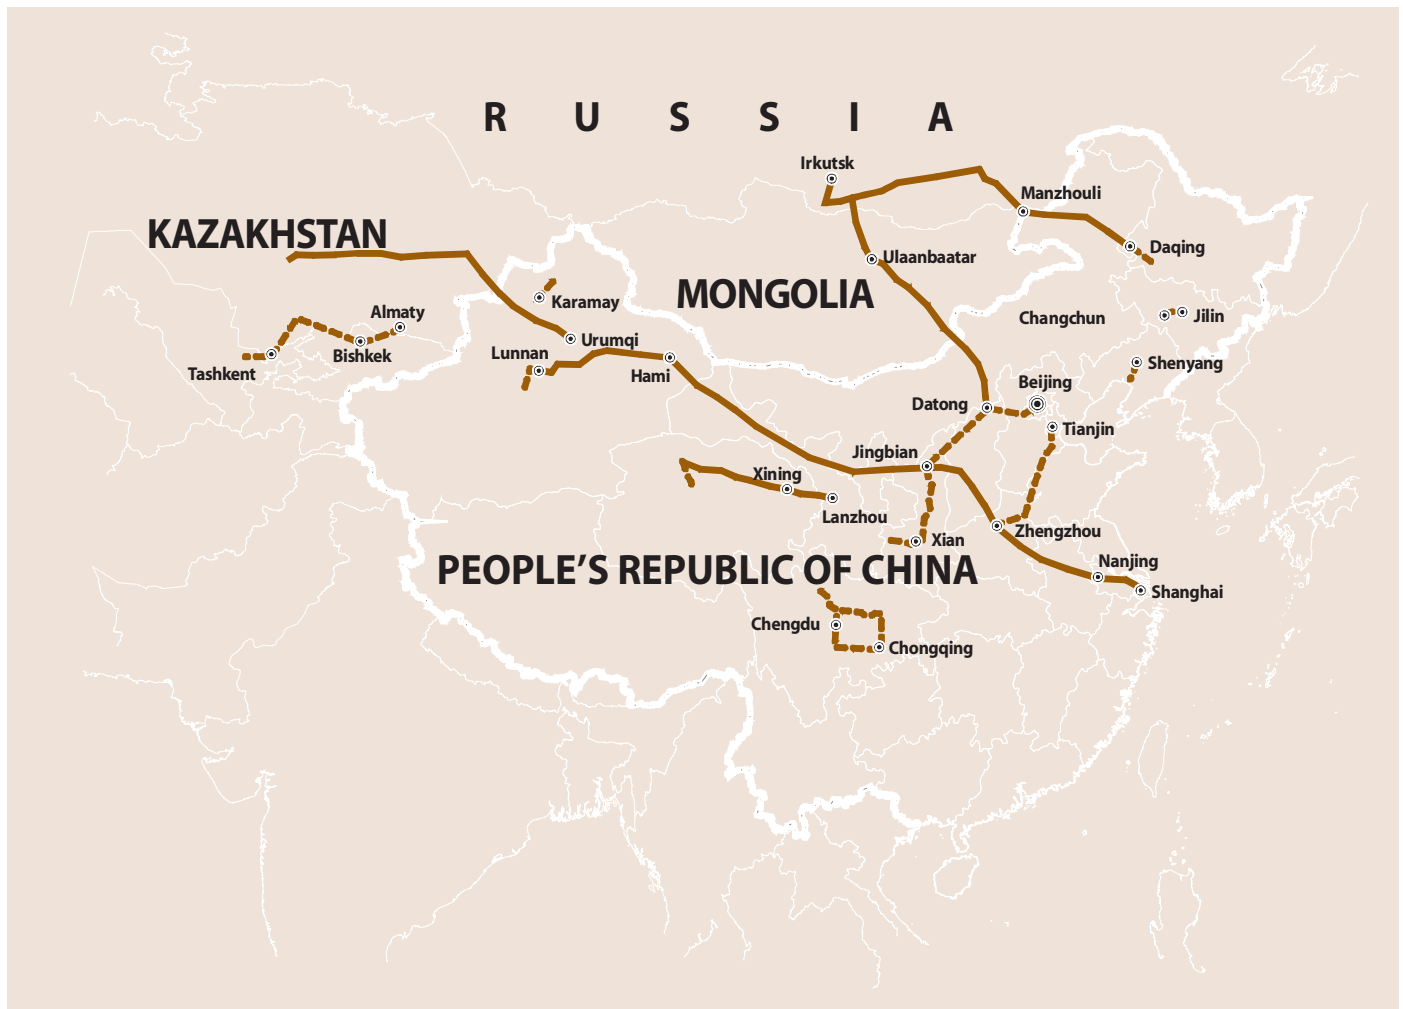 R U S S I A
Irkutsk
Manzhouli
KAZAKHSTAN
Daqing
Ulaanbaatar
MONGOLIA
Karamay
Almaty
Changchun
Jilin
Urumqi
Lunnan
Bishkek
Shenyang
Tashkent
Hami
Beijing
Datong
Tianjin
Jingbian
Xining
Lanzhou
Zhengzhou
Xian
Nanjing
PEOPLE’S REPUBLIC OF CHINA
Shanghai
Chengdu
Chongqing